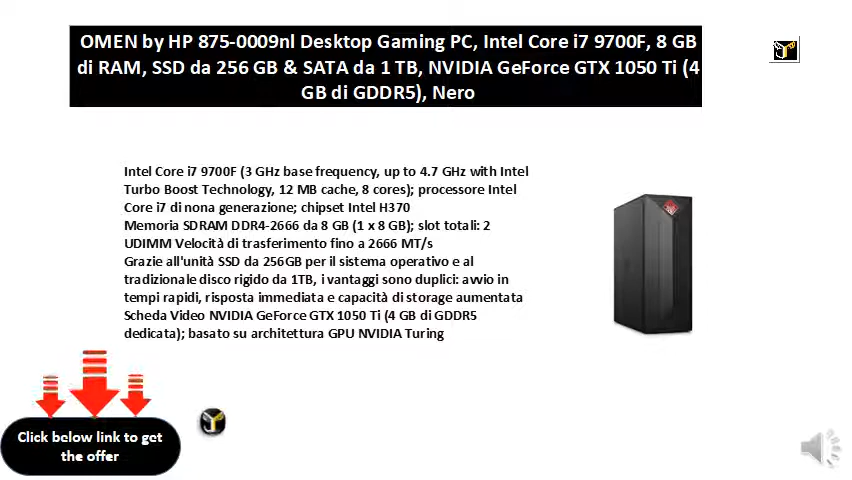 OMEN by HP 875-0009nl Desktop Gaming PC, Intel Core i7 9700F, 8 GB
di RAM, SSD da 256 GB & SATA da 1 TB, NVIDIA GeForce GTX 1050 Ti (4
GB di GDDR5), Nero
Intel Core i7 9700F (3 GHz base frequency, up to 4.7 GHz with Intel
Turbo Boost Technology, 12 MB cache, 8 cores); processore Intel
Core i7 di nona generazione; chipset Intel H370
Memoria SDRAM DDR4-2666 da 8 GB (1 x 8 GB); slot totali: 2
UDIMM Velocità di trasferimento fino a 2666 MT/s
Grazie all'unità SSD da 256GB per il sistema operativo e al
tradizionale disco rigido da 1TB, i vantaggi sono duplici: avvio in
tempi rapidi, risposta immediata e capacità di storage aumentata
Scheda Video NVIDIA GeForce GTX 1050 Ti (4 GB di GDDR5
dedicata); basato su architettura GPU NVIDIA Turing
Click below link to get
the offer